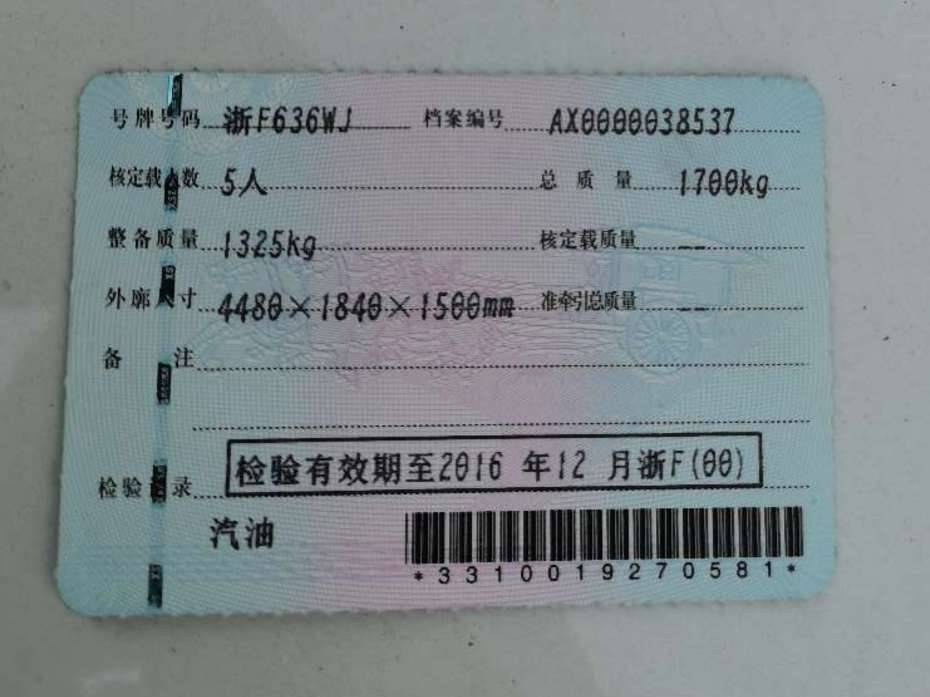 号牌号码 浙F636WJ 档案编号 AX0000038537
核定载人数 5人 总质量 1700kg
整备质量 1325kg 核定载质量 --
外廓尺寸 4480×1840×1500mm 准牵引总质量 --
备注
检验记录 检验有效期至2016 年12 月浙F(00)
汽油
*3310019270581*